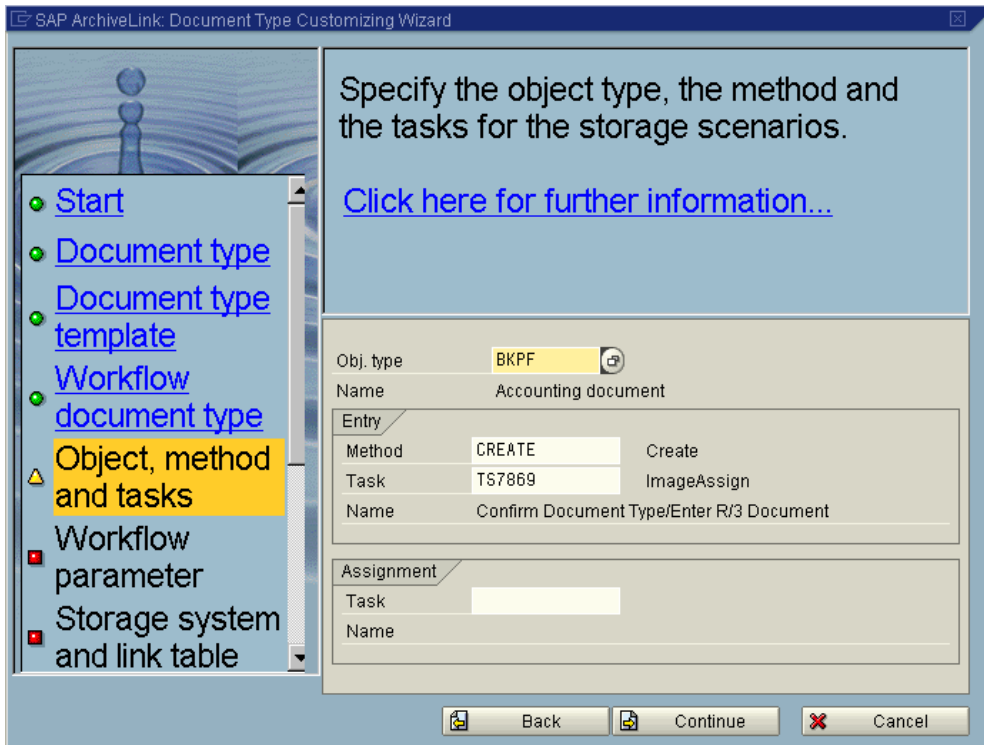 SAP ArchiveLink: Document Type Customizing Wizard
Start
Document type
Document type
template
Workflow
document type
Object, method
and tasks
Workflow
parameter
Storage system
and link table
Specify the object type, the method and
the tasks for the storage scenarios.
Click here for further information...
Obj. type BKPF
Name Accounting document
Entry
Method CREATE Create
Task TS7869 ImageAssign
Name Confirm Document Type/Enter R/3 Document
Assignment
Task
Name
Back Continue Cancel